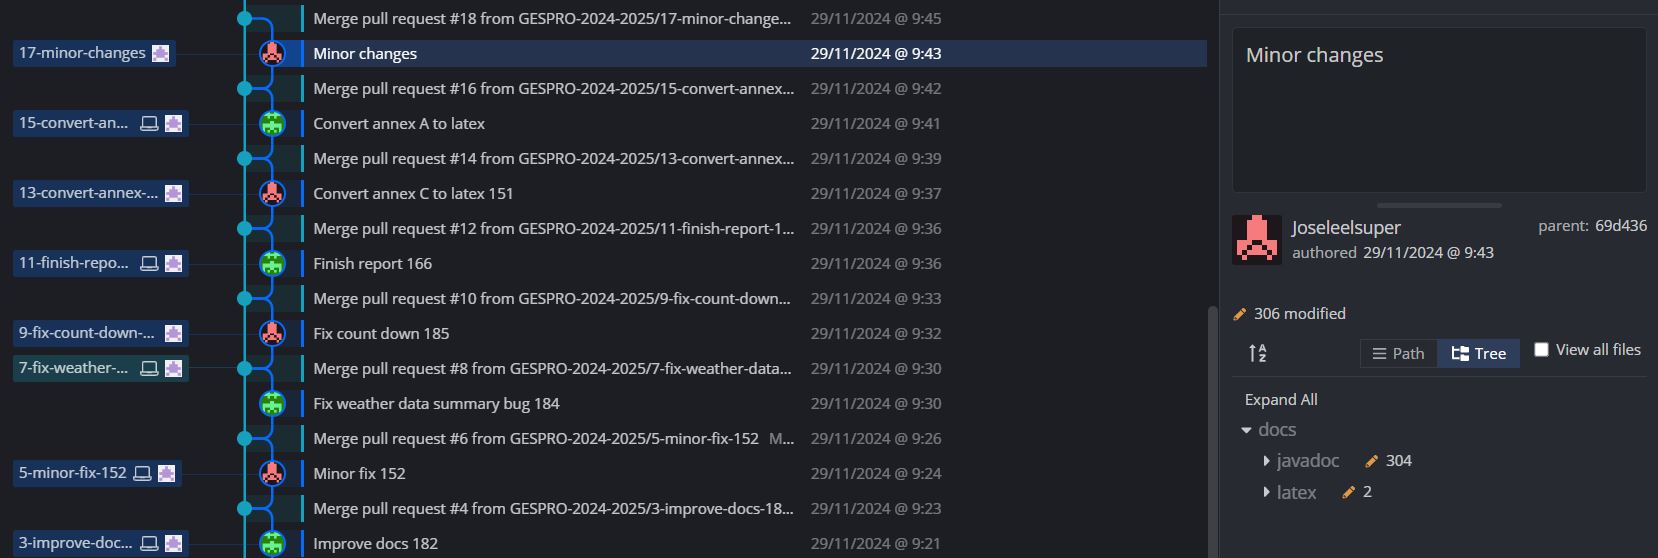 Merge pull request #18 from GESPRO-2024-2025/17-minor-change... 29/11/2024 @ 9:45
17-minor-changes Minor changes 29/11/2024 @ 9:43
Merge pull request #16 from GESPRO-2024-2025/15-convert-annex... 29/11/2024 @ 9:42
15-convert-an... Convert annex A to latex 29/11/2024 @ 9:41
Merge pull request #14 from GESPRO-2024-2025/13-convert-annex... 29/11/2024 @ 9:39
13-convert-annex-... Convert annex C to latex 151 29/11/2024 @ 9:37
Merge pull request #12 from GESPRO-2024-2025/11-finish-report-1... 29/11/2024 @ 9:36
11-finish-repo... Finish report 166 29/11/2024 @ 9:36
Merge pull request #10 from GESPRO-2024-2025/9-fix-count-down... 29/11/2024 @ 9:33
9-fix-count-down-... Fix count down 185 29/11/2024 @ 9:32
7-fix-weather-... Merge pull request #8 from GESPRO-2024-2025/7-fix-weather-data... 29/11/2024 @ 9:30
Fix weather data summary bug 184 29/11/2024 @ 9:30
Merge pull request #6 from GESPRO-2024-2025/5-minor-fix-152 M... 29/11/2024 @ 9:26
5-minor-fix-152 Minor fix 152 29/11/2024 @ 9:24
Merge pull request #4 from GESPRO-2024-2025/3-improve-docs-18... 29/11/2024 @ 9:23
3-improve-doc... Improve docs 182 29/11/2024 @ 9:21
Minor changes
Joseleelsuper parent: 69d436
authored 29/11/2024 @ 9:43
306 modified
A Z Path Tree View all files
Expand All
docs
javadoc 304
latex 2